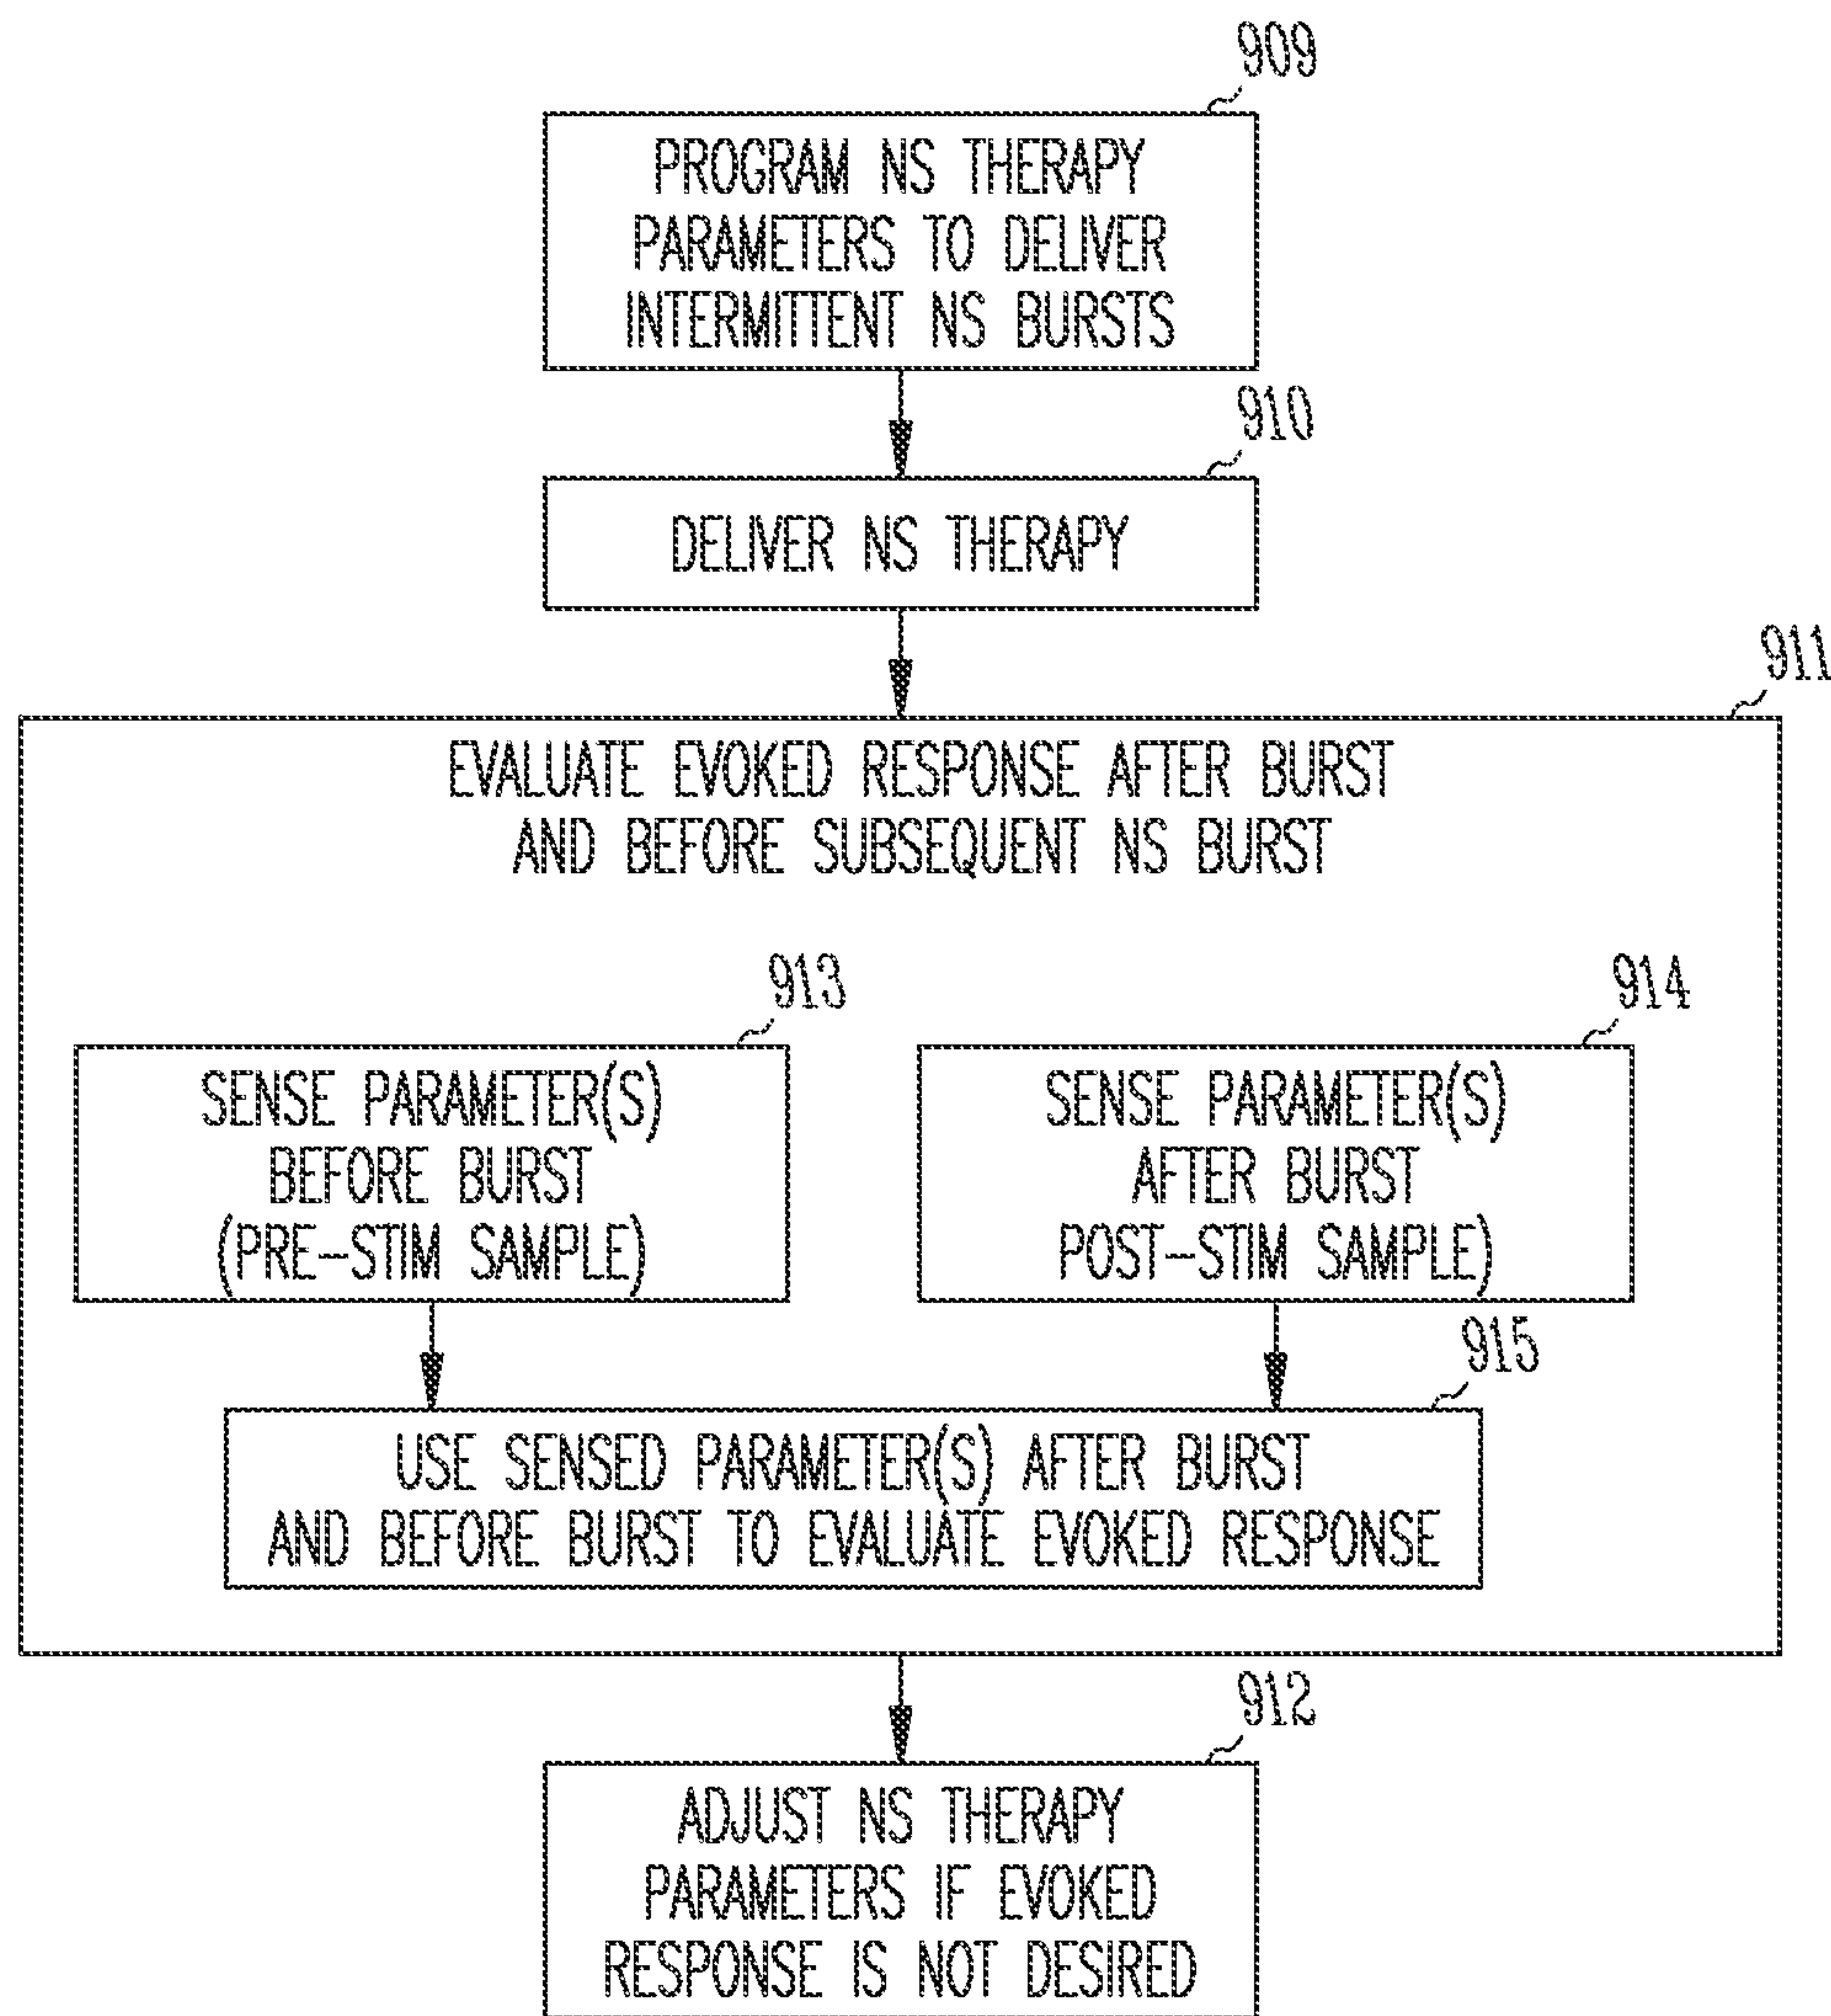 909
PROGRAM NS THERAPY
PARAMETERS TO DELIVER
INTERMITTENT NS BURSTS
910
DELIVER NS THERAPY
911
EVALUATE EVOKED RESPONSE AFTER BURST
AND BEFORE SUBSEQUENT NS BURST
913
SENSE PARAMETER(S)
BEFORE BURST
(PRE-STIM SAMPLE)
914
SENSE PARAMETER(S)
AFTER BURST
POST-STIM SAMPLE)
915
USE SENSED PARAMETER(S) AFTER BURST
AND BEFORE BURST TO EVALUATE EVOKED RESPONSE
912
ADJUST NS THERAPY
PARAMETERS IF EVOKED
RESPONSE IS NOT DESIRED